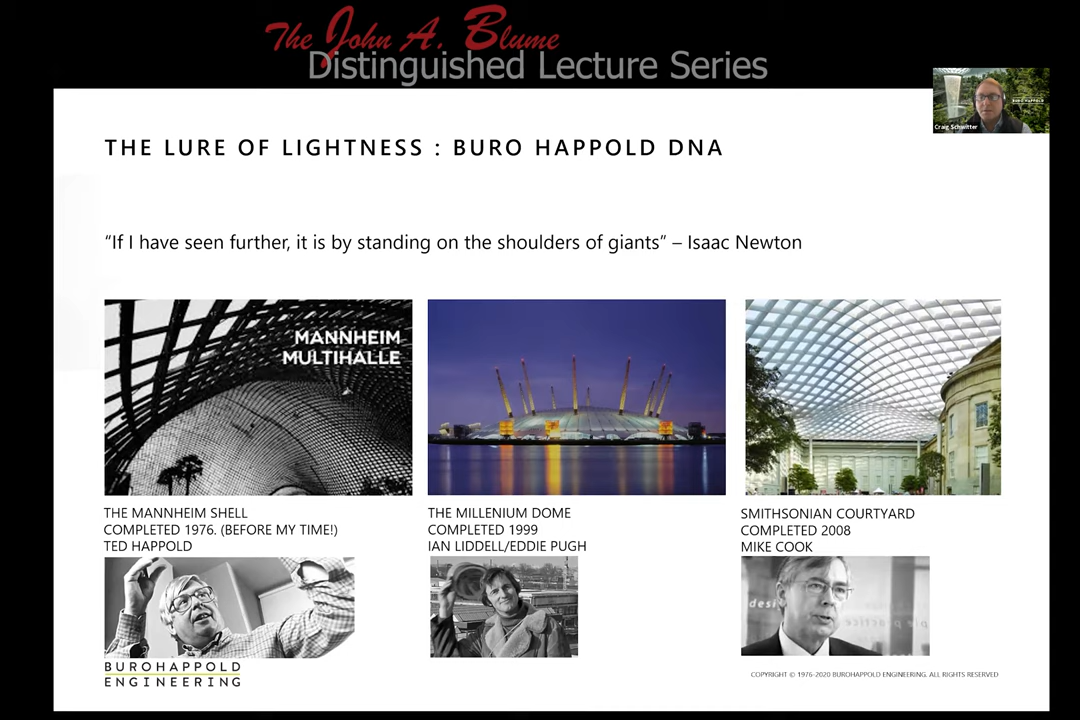 The John A. Blume
Distinguished Lecture Series
BURO HAPPOLD
Craig Schwitter
THE LURE OF LIGHTNESS : BURO HAPPOLD DNA
“If I have seen further, it is by standing on the shoulders of giants” – Isaac Newton
MANNHEIM
MULTIHALLE
THE MANNHEIM SHELL
COMPLETED 1976. (BEFORE MY TIME!)
TED HAPPOLD
THE MILLENIUM DOME
COMPLETED 1999
IAN LIDDELL/EDDIE PUGH
SMITHSONIAN COURTYARD
COMPLETED 2008
MIKE COOK
BUROHAPPOLD
ENGINEERING
COPYRIGHT © 1976-2020 BUROHAPPOLD ENGINEERING. ALL RIGHTS RESERVED